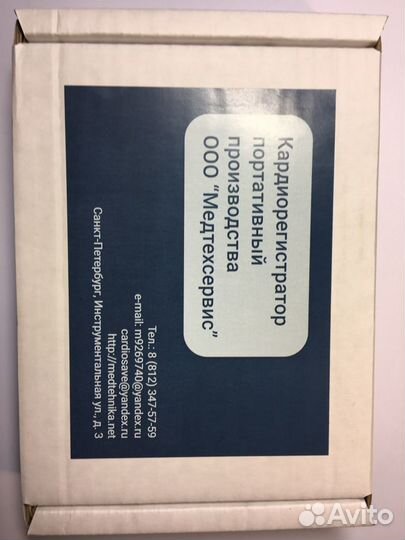 Кардиорегистратор
портативный
производства
ООО "Медтехсервис"
Тел.: 8 (812) 347-57-59
e-mail: m9269740@yandex.ru
cardiosave@yandex.ru
http://medtehnika.net
Санкт-Петербург, Инструментальная ул., д. 3
Avito